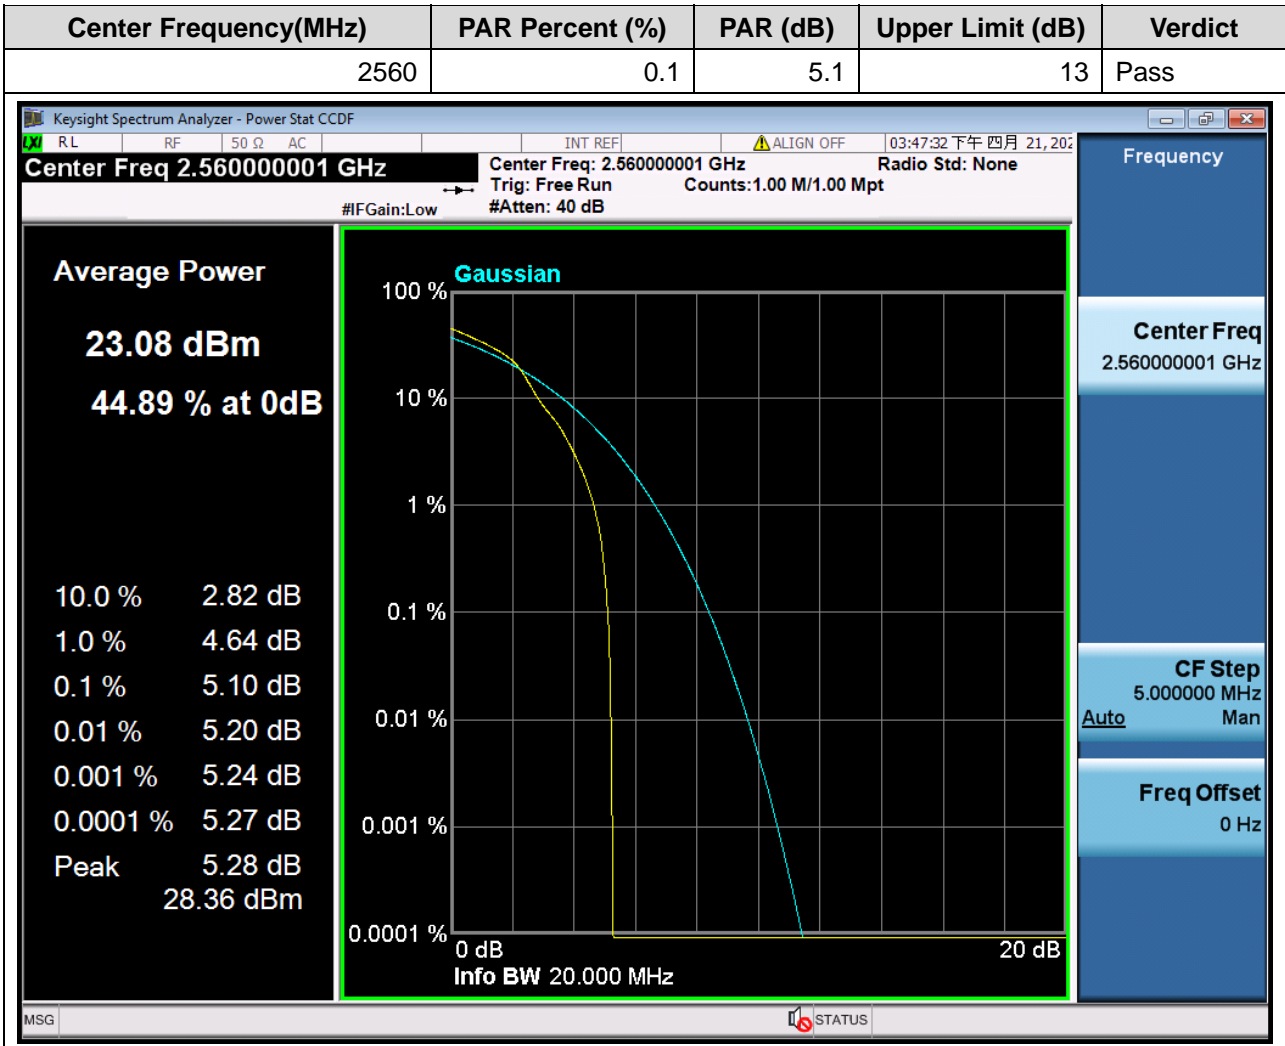 Center Frequency(MHz) PAR Percent (%) PAR (dB) Upper Limit (dB) Verdict
2560 0.1 5.1 13 Pass
Keysight Spectrum Analyzer - Power Stat CCDF
LXI RL RF 50 Ω AC INT REF ALIGN OFF 03:47:32 下午 四月 21, 202
Center Freq 2.560000001 GHz
Center Freq: 2.560000001 GHz Radio Std: None
Trig: Free Run Counts:1.00 M/1.00 Mpt
#IFGain:Low #Atten: 40 dB
Average Power
23.08 dBm
44.89 % at 0dB
10.0 % 2.82 dB
1.0 % 4.64 dB
0.1 % 5.10 dB
0.01 % 5.20 dB
0.001 % 5.24 dB
0.0001 % 5.27 dB
Peak 5.28 dB
28.36 dBm
Gaussian
100 %
10 %
1 %
0.1 %
0.01 %
0.001 %
0.0001 %
0 dB 20 dB
Info BW 20.000 MHz
Frequency
Center Freq
2.560000001 GHz
CF Step
5.000000 MHz
Auto Man
Freq Offset
0 Hz
MSG STATUS